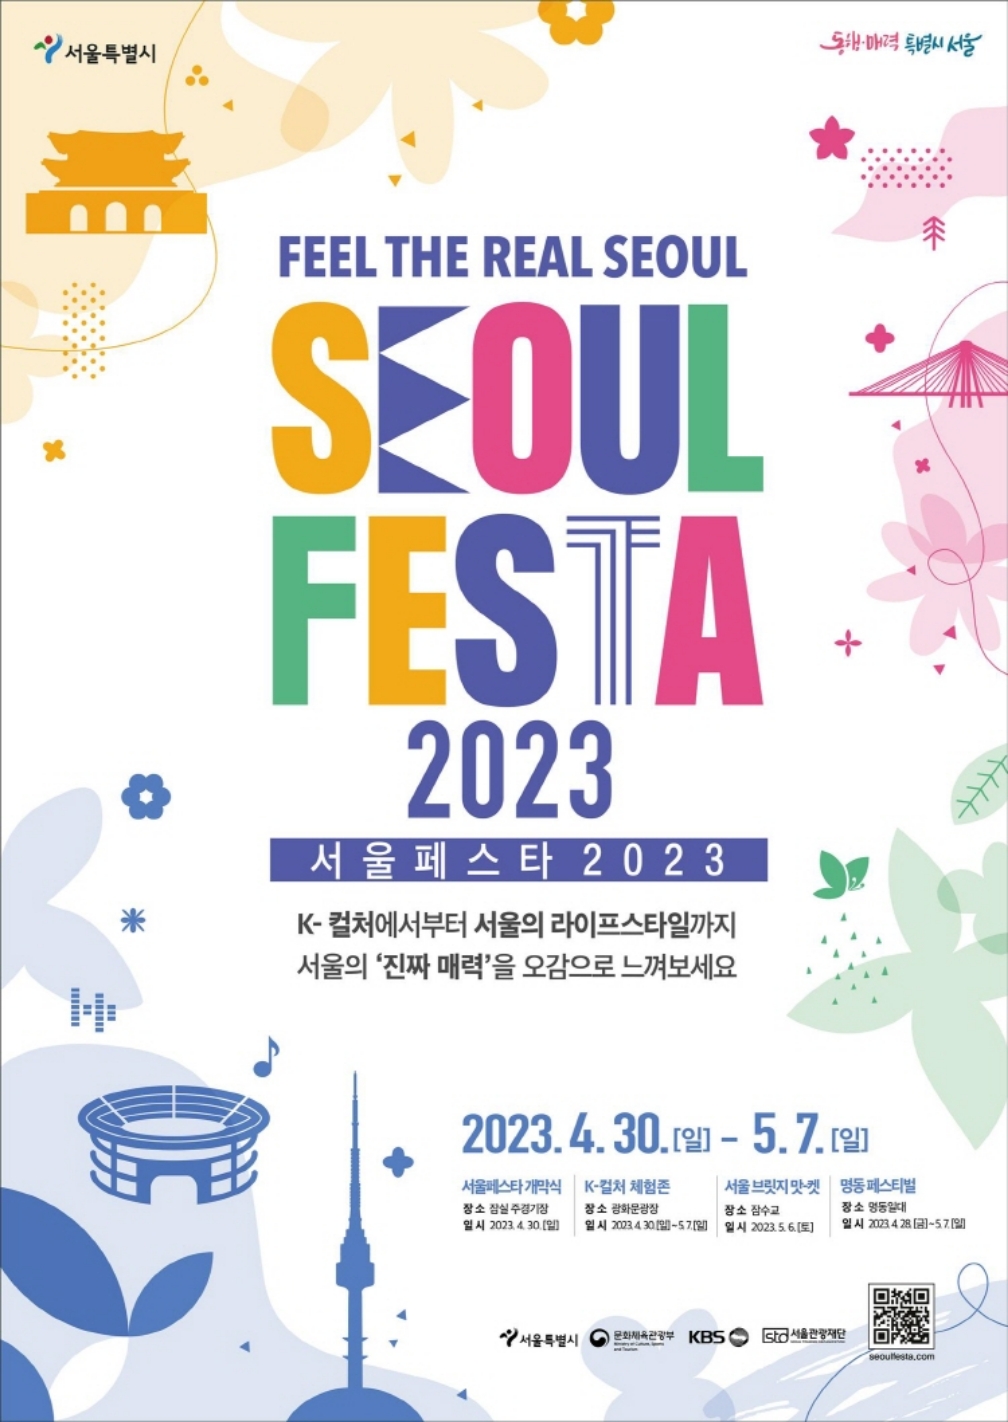 서울특별시
동행·매력 특별시 서울
FEEL THE REAL SEOUL
SEOUL
FESTA
2023
서울페스타 2023
K- 컬처에서부터 서울의 라이프스타일까지
서울의 ‘진짜 매력’을 오감으로 느껴보세요
2023. 4. 30. [일] – 5. 7. [일]
서울페스타 개막식
장소 잠실 주경기장
일시 2023. 4. 30. [일]
K-컬처 체험존
장소 광화문광장
일시 2023. 4. 30.[일] ~ 5.7.[일]
서울 브릿지 맛-켓
장소 잠수교
일시 2023. 5. 6. [토]
명동 페스티벌
장소 명동일대
일시 2023. 4. 28. [금] ~ 5. 7. [일]
서울특별시
문화체육관광부
Ministry of Culture, Sports
and Tourism
KBS
sto 서울관광재단
seoulfesta.com